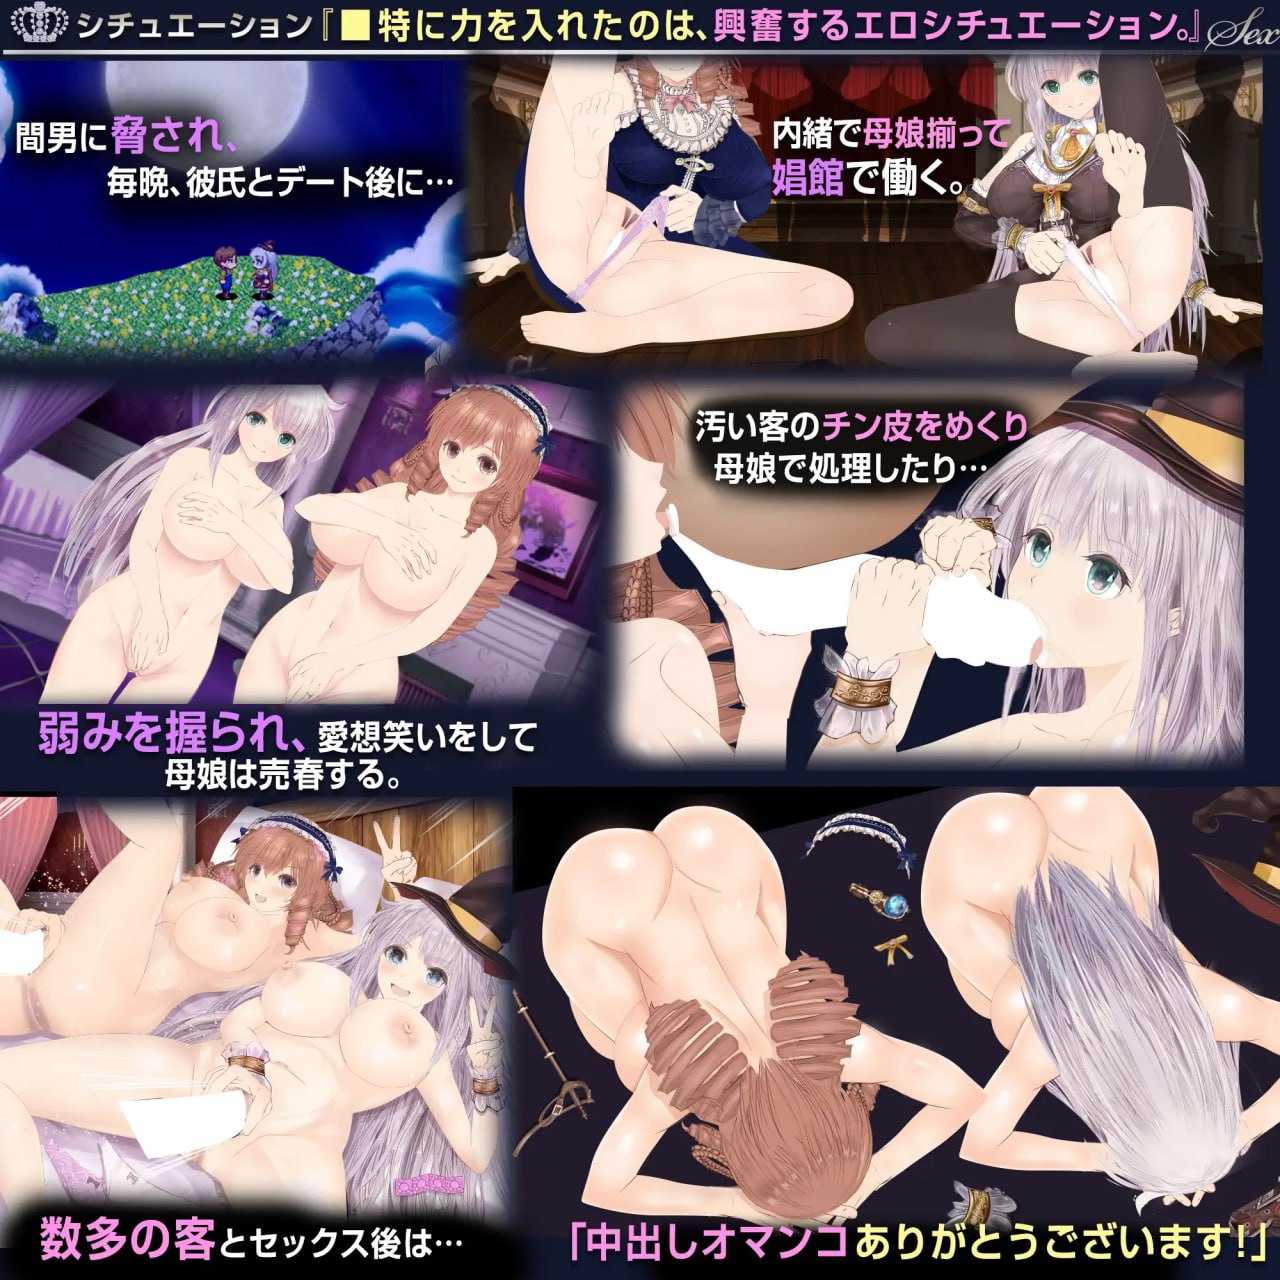 シチュエーション『■特に力を入れたのは、興奮するエロシチュエーション。』Sex
間男に脅され、
毎晩、彼氏とデート後に…
内緒で母娘揃って
娼館で働く。
汚い客のチン皮をめくり
母娘で処理したり…
弱みを握られ、愛想笑いをして
母娘は売春する。
数多の客とセックス後は…
「中出しオマンコありがとうございます!」